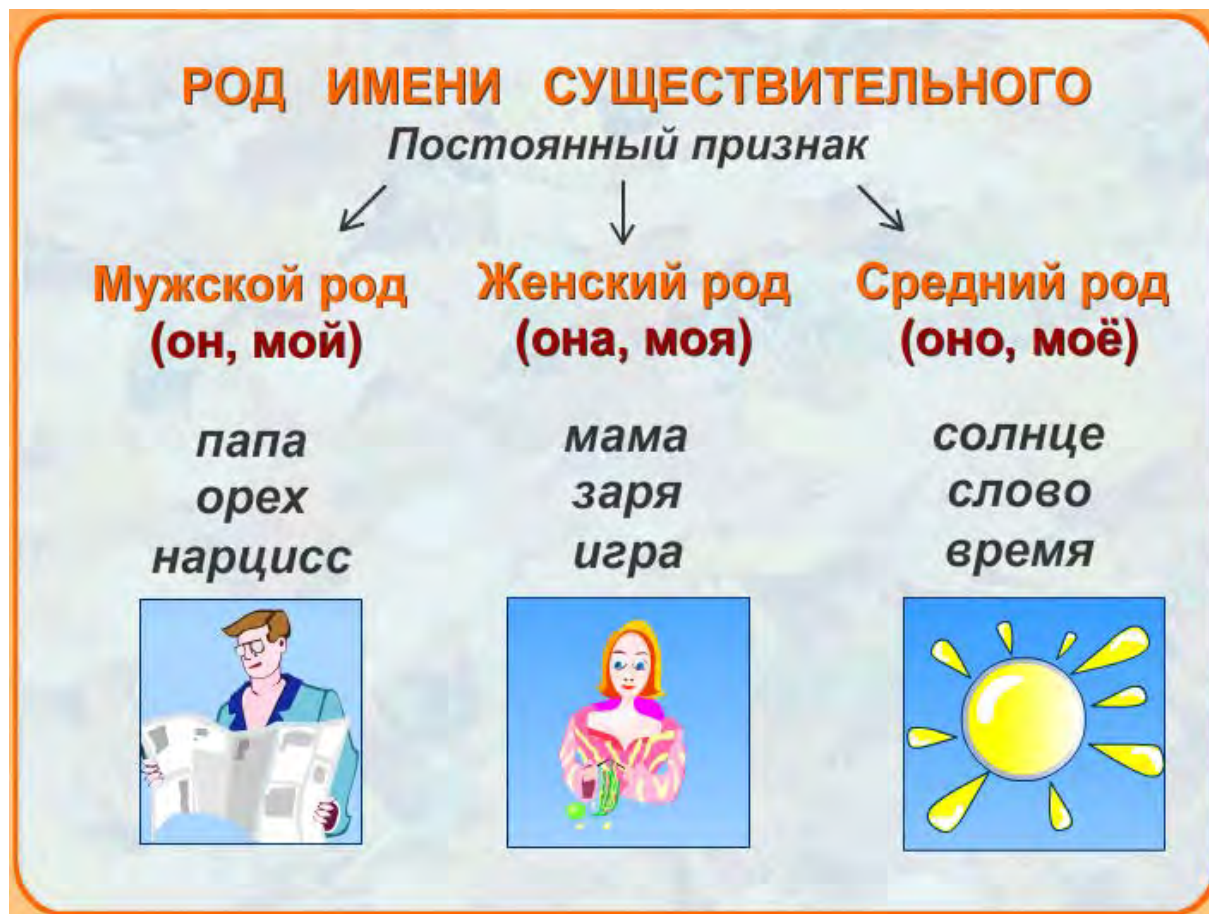 РОД ИМЕНИ СУЩЕСТВИТЕЛЬНОГО
Постоянный признак
Мужской род
(он, мой)
папа
орех
нарцисс
Женский род
(она, моя)
мама
заря
игра
Средний род
(оно, моё)
солнце
слово
время